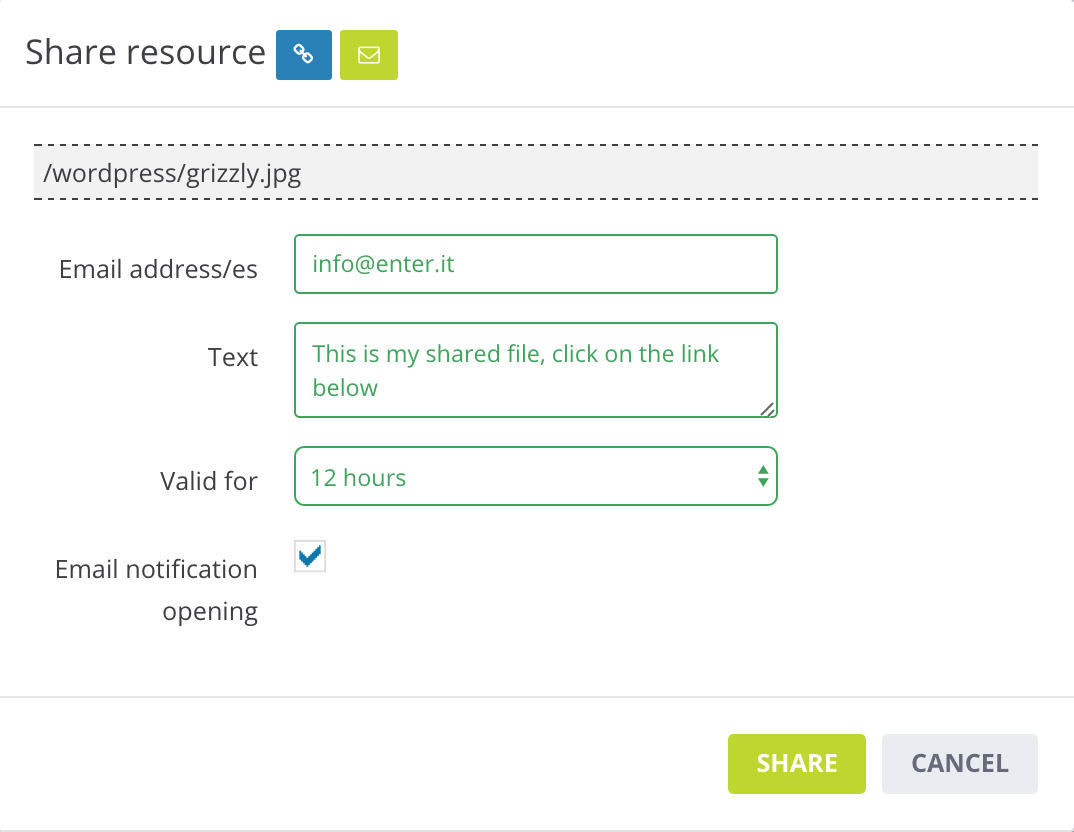 Share resource
/wordpress/grizzly.jpg
Email address/es
info@enter.it
Text
This is my shared file, click on the link
below
Valid for
12 hours
Email notification
opening
SHARE
CANCEL